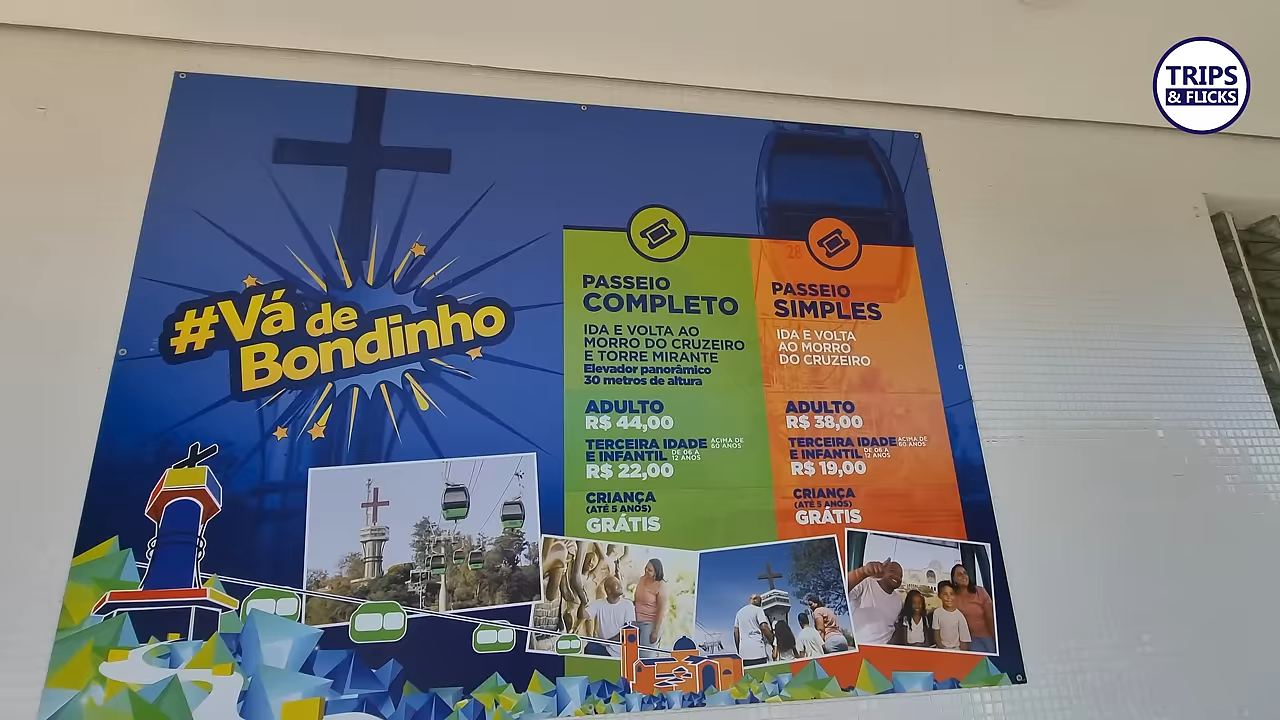 TRIPS
& FLICKS
#Vá de
Bondinho
PASSEIO
COMPLETO
IDA E VOLTA AO
MORRO DO CRUZEIRO
E TORRE MIRANTE
Elevador panorâmico
30 metros de altura
ADULTO
R$ 44,00
TERCEIRA IDADE ACIMA DE 60 ANOS
E INFANTIL DE 06 A 12 ANOS
R$ 22,00
CRIANÇA
(ATÉ 5 ANOS)
GRÁTIS
28
PASSEIO
SIMPLES
IDA E VOLTA
AO MORRO
DO CRUZEIRO
ADULTO
R$ 38,00
TERCEIRA IDADE ACIMA DE 60 ANOS
E INFANTIL DE 06 A 12 ANOS
R$ 19,00
CRIANÇA
(ATÉ 5 ANOS)
GRÁTIS